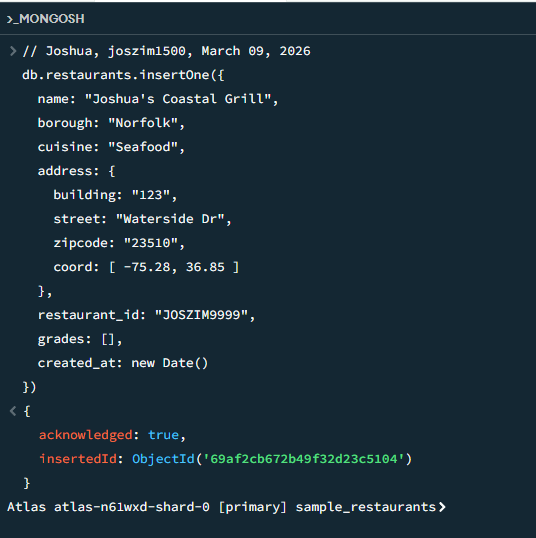 >_MONGOSH
> // Joshua, joszim1500, March 09, 2026
db.restaurants.insertOne({
name: "Joshua's Coastal Grill",
borough: "Norfolk",
cuisine: "Seafood",
address: {
building: "123",
street: "Waterside Dr",
zipcode: "23510",
coord: [ -75.28, 36.85 ]
},
restaurant_id: "JOSZIM9999",
grades: [],
created_at: new Date()
})
< {
acknowledged: true,
insertedId: ObjectId('69af2cb672b49f32d23c5104')
}
Atlas atlas-n61wxd-shard-0 [primary] sample_restaurants>